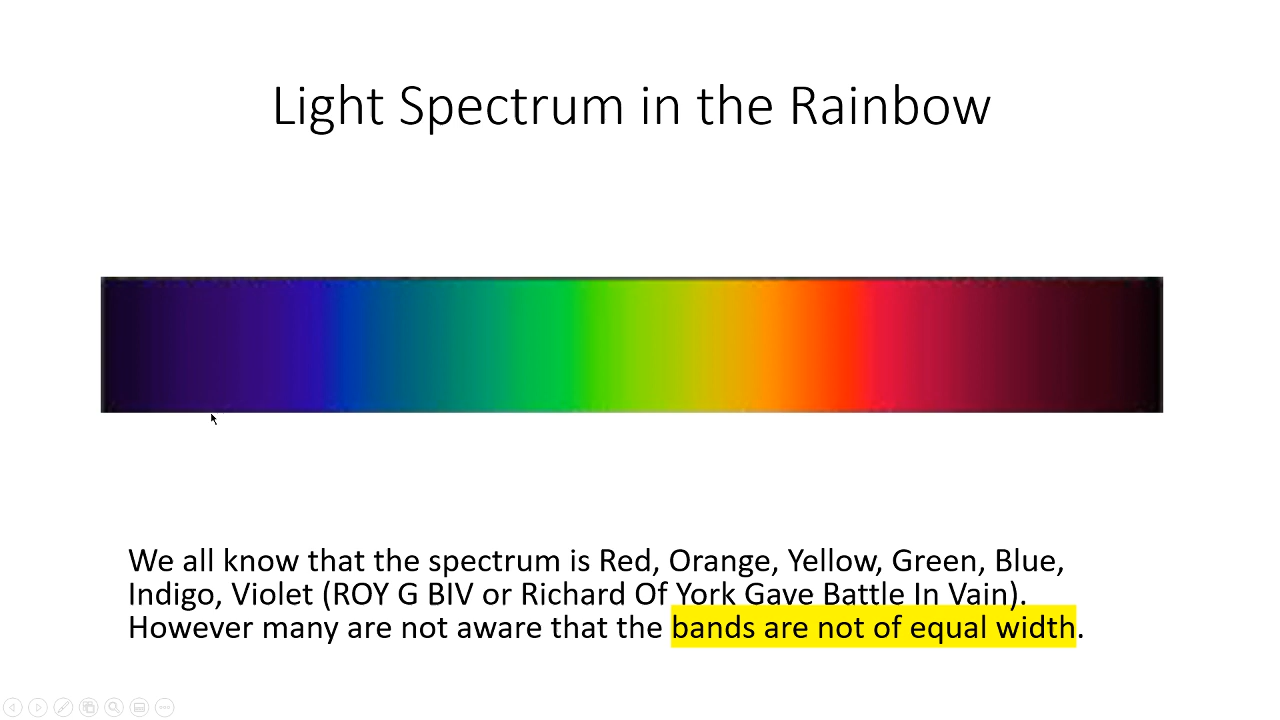 Light Spectrum in the Rainbow
We all know that the spectrum is Red, Orange, Yellow, Green, Blue,
Indigo, Violet (ROY G BIV or Richard Of York Gave Battle In Vain).
However many are not aware that the bands are not of equal width.